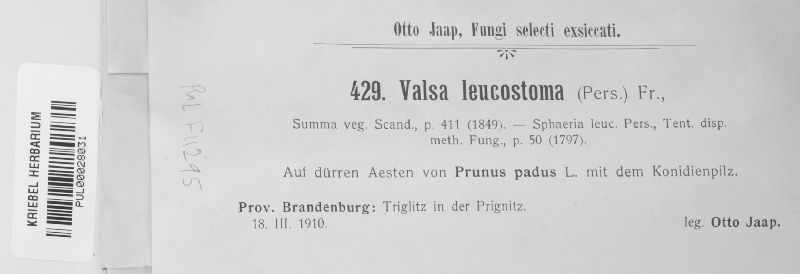 Otto Jaap, Fungi selecti exsiccati.
429. Valsa leucostoma (Pers.) Fr.,
Summa veg. Scand., p. 411 (1849). — Sphaeria leuc. Pers., Tent. disp.
meth. Fung., p. 50 (1797).
Auf dürren Aesten von Prunus padus L. mit dem Konidienpilz.
Prov. Brandenburg: Triglitz in der Prignitz.
18. III. 1910.
leg. Otto Jaap.
KRIEBEL HERBARIUM
PUL00028031
PUL F11295